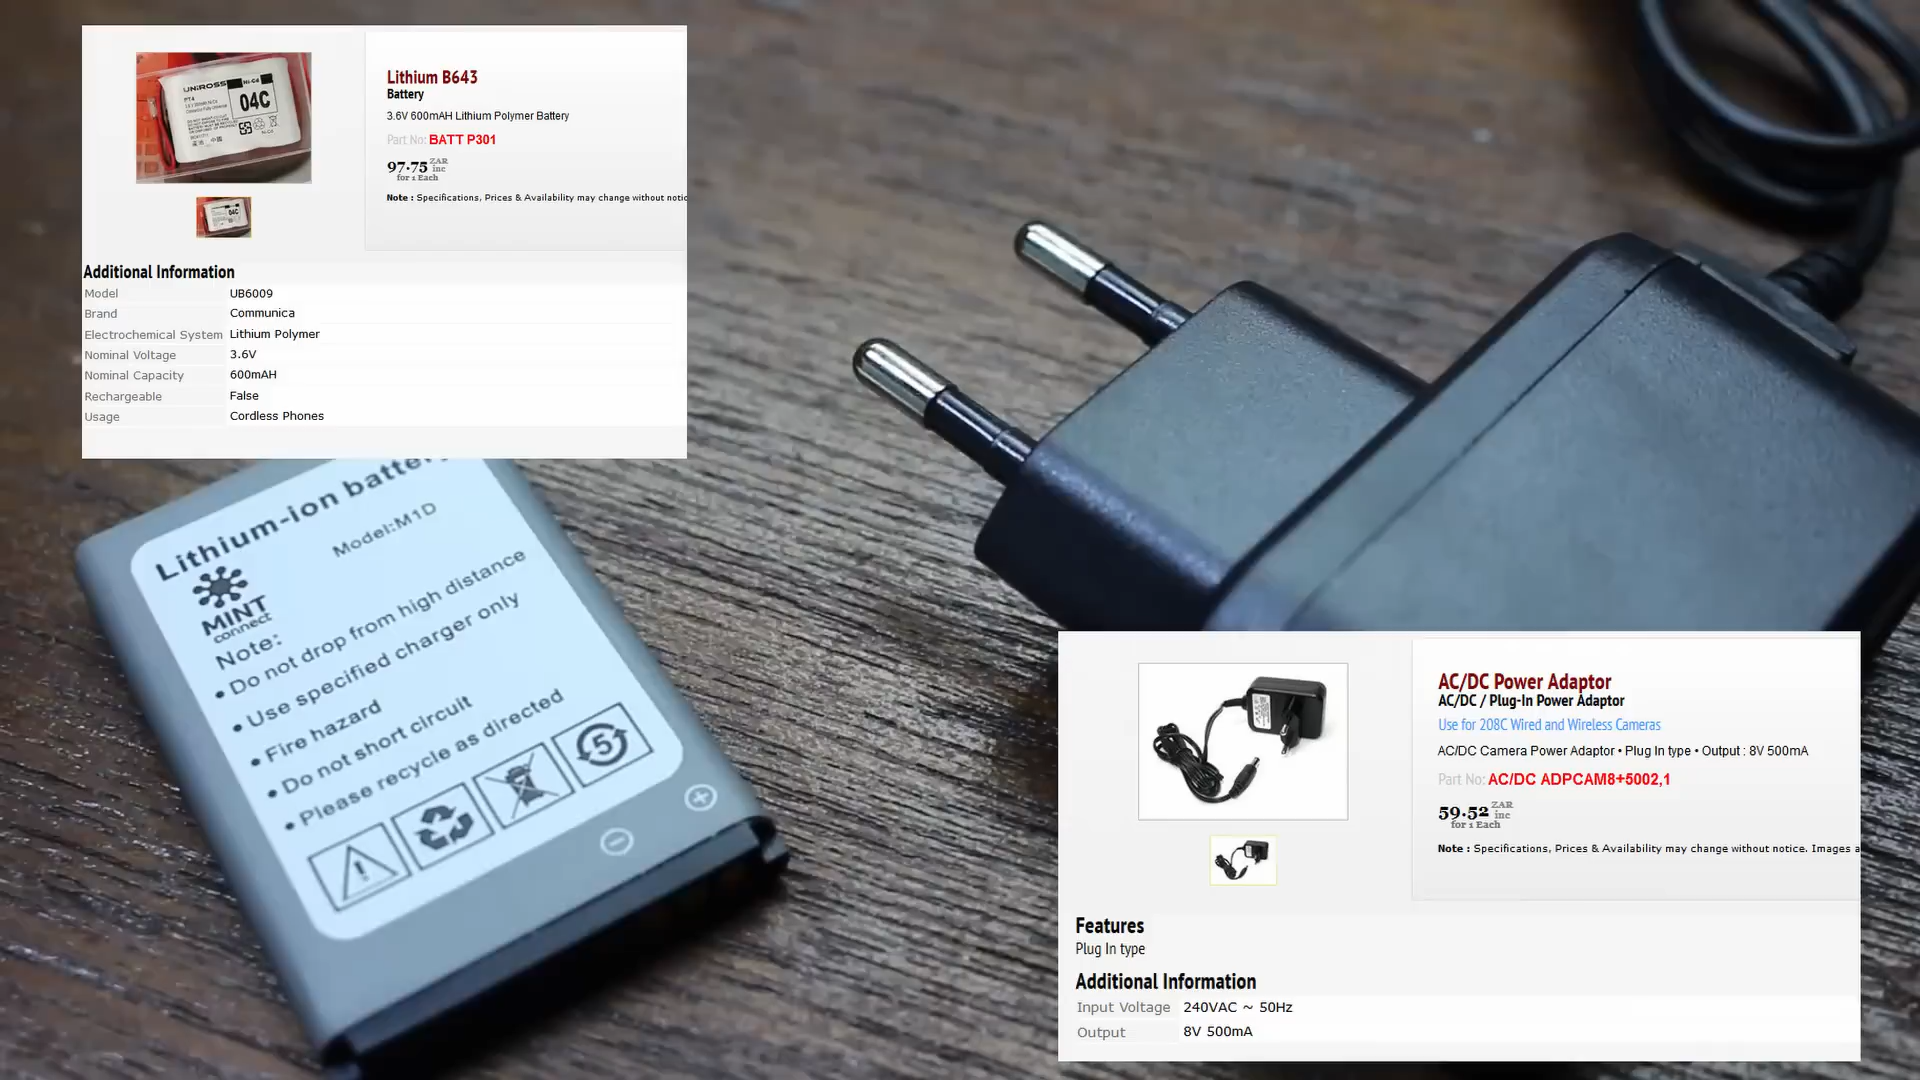 UNiROSS
Ni-Cd
PT4
04C
Lithium B643
Battery
3.6V 600mAH Lithium Polymer Battery
Part No: BATT P301
97.75 ZAR inc
for 1 Each
Note : Specifications, Prices & Availability may change without notic
Additional Information
Model UB6009
Brand Communica
Electrochemical System Lithium Polymer
Nominal Voltage 3.6V
Nominal Capacity 600mAH
Rechargeable False
Usage Cordless Phones
Lithium-ion battery
Model:M1D
MINT
connect
Note:
• Do not drop from high distance
• Use specified charger only
• Fire hazard
• Do not short circuit
• Please recycle as directed
5
AC/DC Power Adaptor
AC/DC / Plug-In Power Adaptor
Use for 208C Wired and Wireless Cameras
AC/DC Camera Power Adaptor • Plug In type • Output : 8V 500mA
Part No: AC/DC ADPCAM8+5002,1
59.52 ZAR inc
for 1 Each
Note : Specifications, Prices & Availability may change without notice. Images a
Features
Plug In type
Additional Information
Input Voltage 240VAC ~ 50Hz
Output 8V 500mA